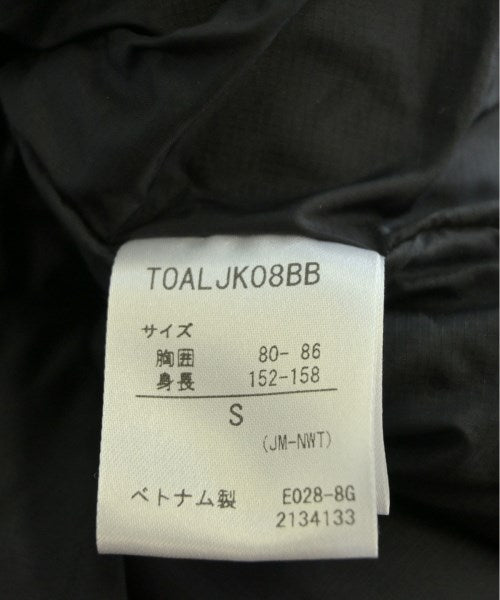 TOALJK08BB
サイズ
胸囲 80- 86
身長 152-158
S
(JM-NWT)
ベトナム製 E028-8G
2134133